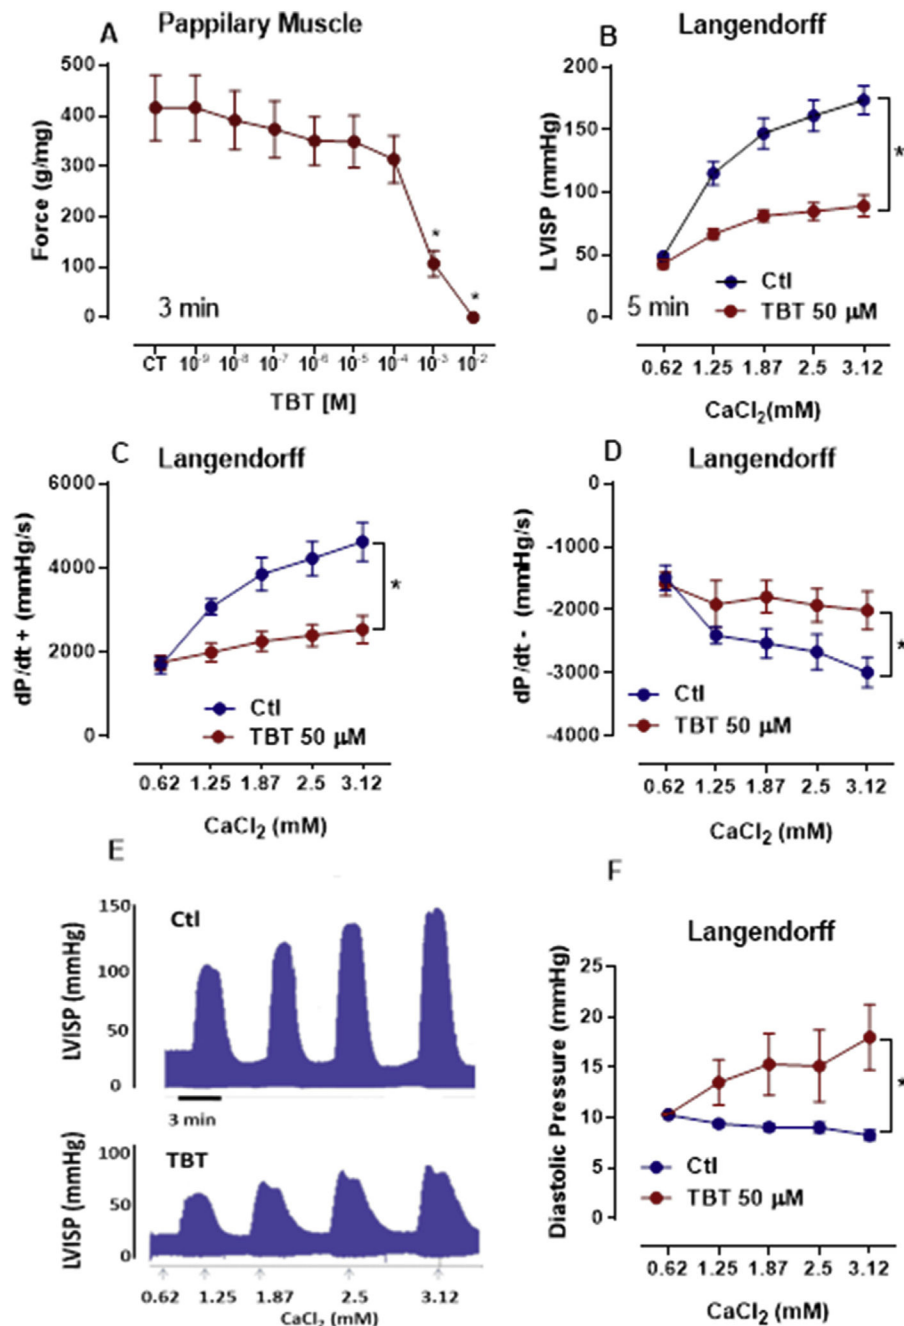 A Pappilary Muscle
500
400
300
200
100
0
Force (g/mg)
3 min
CT 10-9 10-8 10-7 10-6 10-5 10-4 10-3 10-2
* *
TBT [M]
B Langendorff
200
150
100
50
0
LVISP (mmHg)
*
Ctl
TBT 50 μM
5 min
0.62 1.25 1.87 2.5 3.12
CaCl2(mM)
C Langendorff
6000
4000
2000
0
dP/dt + (mmHg/s)
*
Ctl
TBT 50 μM
0.62 1.25 1.87 2.5 3.12
CaCl2 (mM)
D Langendorff
0
-1000
-2000
-3000
-4000
dP/dt - (mmHg/s)
*
Ctl
TBT 50 μM
0.62 1.25 1.87 2.5 3.12
CaCl2 (mM)
E
150
100
50
0
LVISP (mmHg)
Ctl
3 min
TBT
100
50
0
LVISP (mmHg)
0.62 1.25 1.87 2.5 3.12
CaCl2 (mM)
F
Langendorff
25
20
15
10
5
0
Diastolic Pressure (mmHg)
*
Ctl
TBT 50 μM
0.62 1.25 1.87 2.5 3.12
CaCl2 (mM)